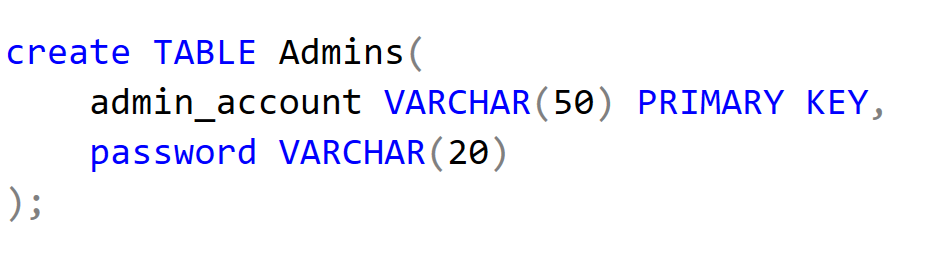 create TABLE Admins(
    admin_account VARCHAR(50) PRIMARY KEY,
    password VARCHAR(20)
);